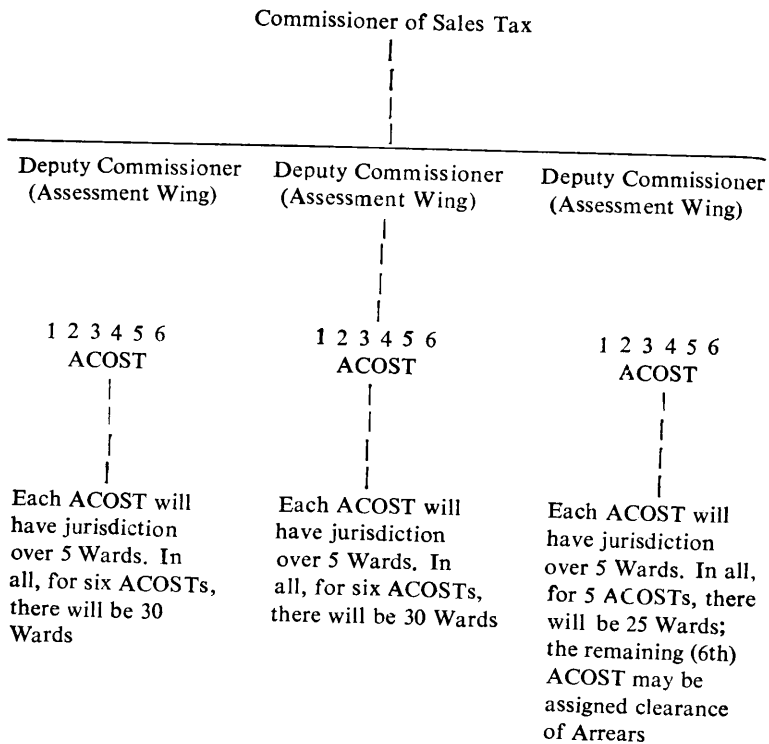 Commissioner of Sales Tax
Deputy Commissioner
(Assessment Wing)
Deputy Commissioner
(Assessment Wing)
Deputy Commissioner
(Assessment Wing)
1 2 3 4 5 6
ACOST
1 2 3 4 5 6
ACOST
1 2 3 4 5 6
ACOST
Each ACOST will
have jurisdiction
over 5 Wards. In
all, for six ACOSTs,
there will be 30
Wards
Each ACOST will
have jurisdiction
over 5 Wards. In
all, for six ACOSTs,
there will be 30 Wards
Each ACOST will
have jurisdiction
over 5 Wards. In all,
for 5 ACOSTs, there
will be 25 Wards;
the remaining (6th)
ACOST may be
assigned clearance
of Arrears